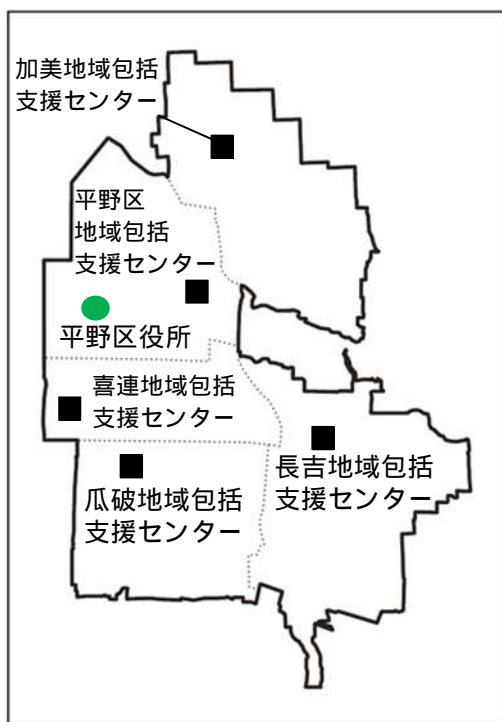 加美地域包括
支援センター
平野区
地域包括
支援センター
平野区役所
喜連地域包括
支援センター
長吉地域包括
支援センター
瓜破地域包括
支援センター